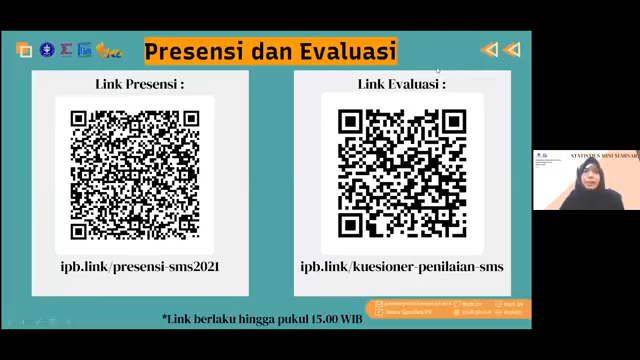 Presensi dan Evaluasi
Link Presensi :
Link Evaluasi :
ipb.link/presensi-sms2021
ipb.link/kuesioner-penilaian-sms
*Link berlaku hingga pukul 15.00 WIB
STATISTICS MINI SEMINAR